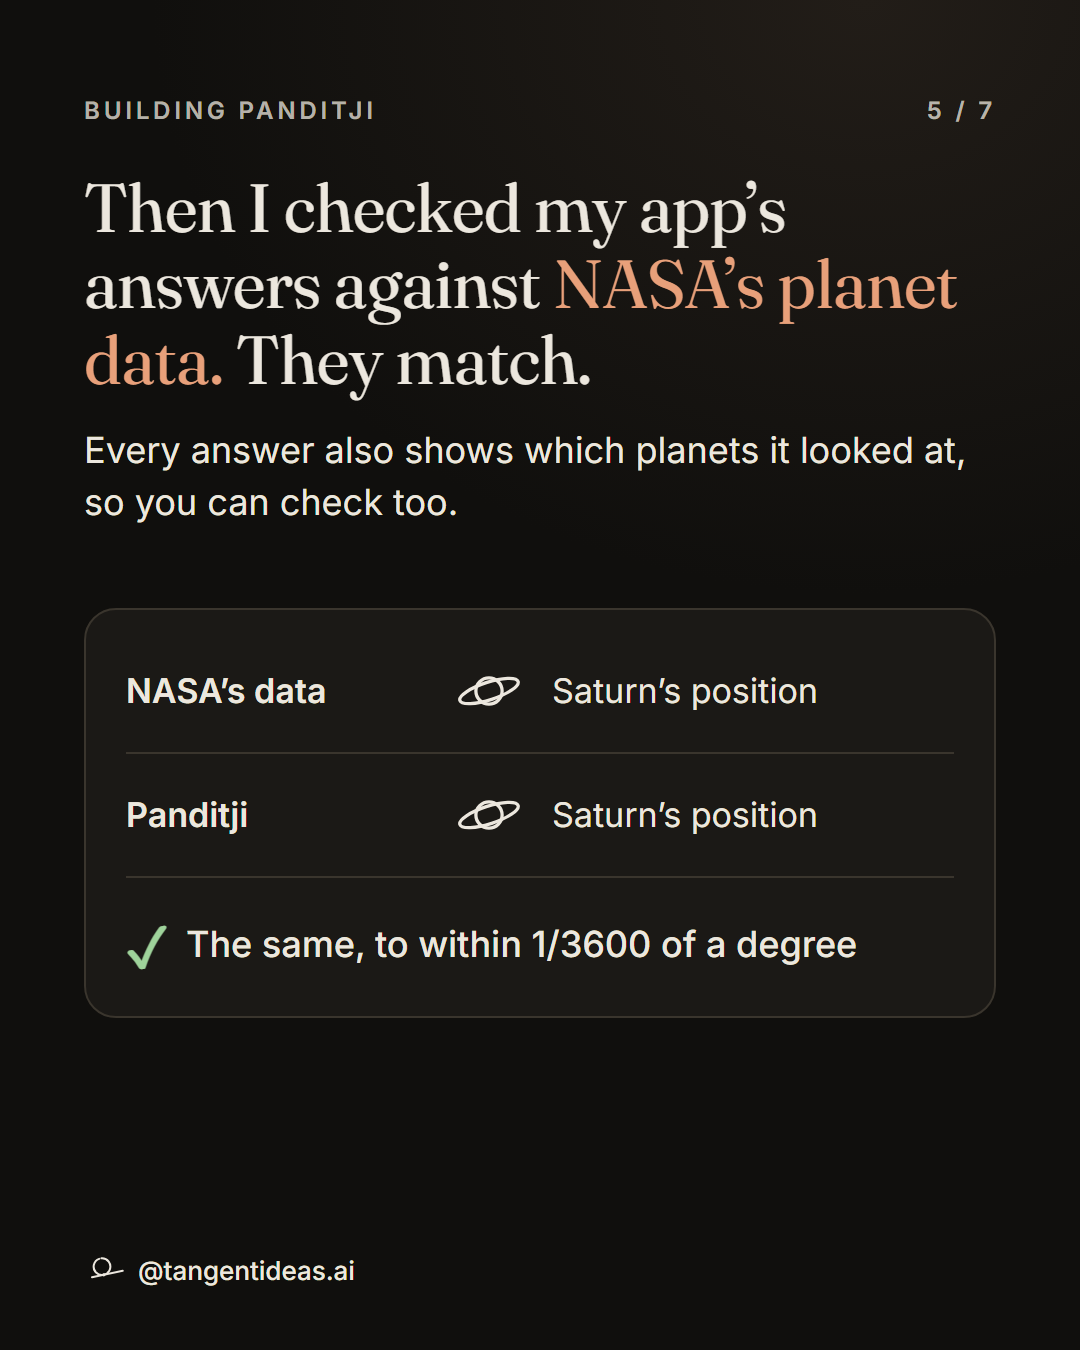 BUILDING PANDITJI
5 / 7
Then I checked my app’s
answers against NASA’s planet
data. They match.
Every answer also shows which planets it looked at,
so you can check too.
NASA’s data
Saturn’s position
Panditji
Saturn’s position
✓ The same, to within 1/3600 of a degree
@tangentideas.ai